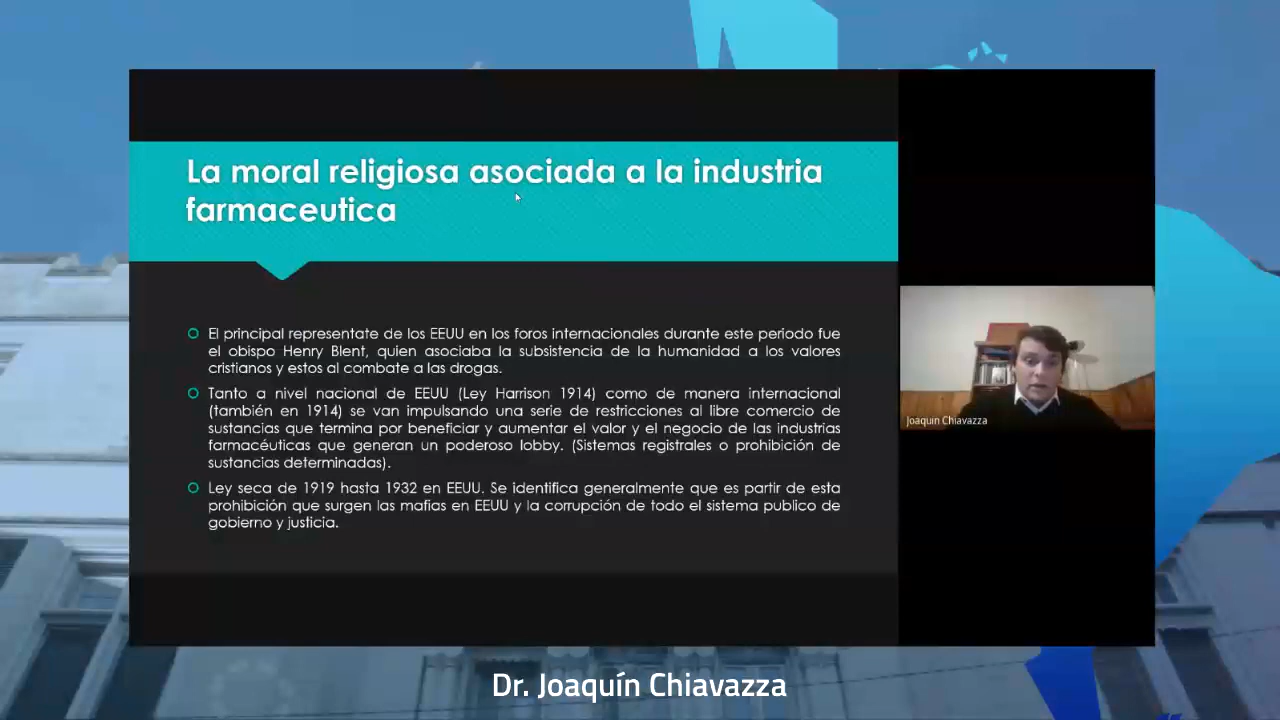 La moral religiosa asociada a la industria
farmaceutica
El principal representate de los EEUU en los foros internacionales durante este periodo fue
el obispo Henry Blent, quien asociaba la subsistencia de la humanidad a los valores
cristianos y estos al combate a las drogas.
Tanto a nivel nacional de EEUU (Ley Harrison 1914) como de manera internacional
(también en 1914) se van impulsando una serie de restricciones al libre comercio de
sustancias que termina por beneficiar y aumentar el valor y el negocio de las industrias
farmacéuticas que generan un poderoso lobby. (Sistemas registrales o prohibición de
sustancias determinadas).
Ley seca de 1919 hasta 1932 en EEUU. Se identifica generalmente que es partir de esta
prohibición que surgen las mafias en EEUU y la corrupción de todo el sistema publico de
gobierno y justicia.
Joaquin Chiavazza
Dr. Joaquín Chiavazza